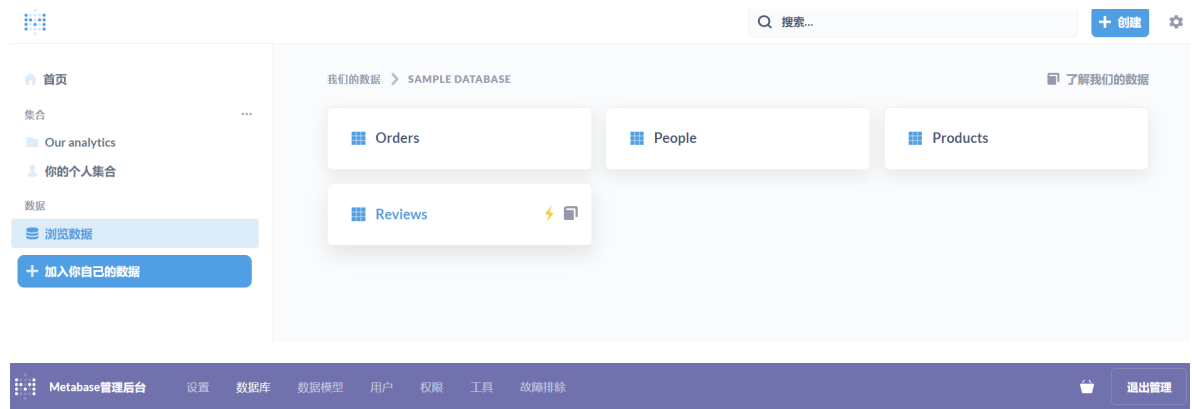 搜索...
+ 创建
首页
我们的数据 > SAMPLE DATABASE
了解我们的数据
集合 ...
Our analytics
你的个人集合
数据
浏览数据
+ 加入你自己的数据
Orders
People
Products
Reviews
Metabase管理后台 设置 数据库 数据模型 用户 权限 工具 故障排除 退出管理